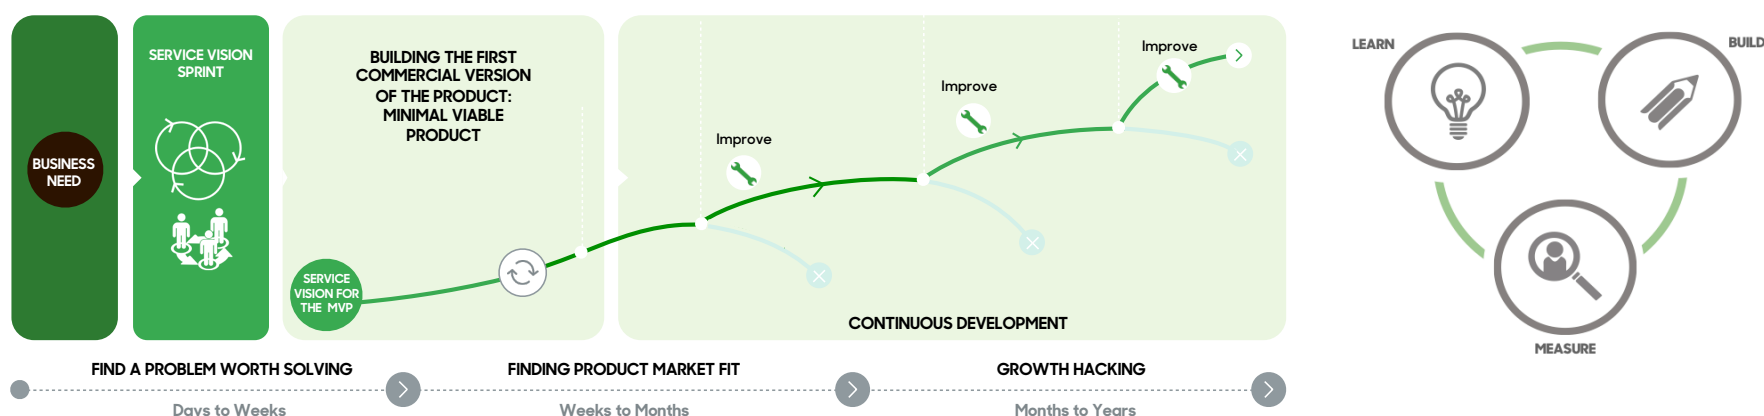 BUSINESS
NEED
SERVICE VISION
SPRINT
BUILDING THE FIRST
COMMERCIAL VERSION
OF THE PRODUCT:
MINIMAL VIABLE
PRODUCT
SERVICE
VISION FOR
THE MVP
Improve
Improve
Improve
CONTINUOUS DEVELOPMENT
FIND A PROBLEM WORTH SOLVING
FINDING PRODUCT MARKET FIT
GROWTH HACKING
Days to Weeks
Weeks to Months
Months to Years
LEARN
BUILD
MEASURE